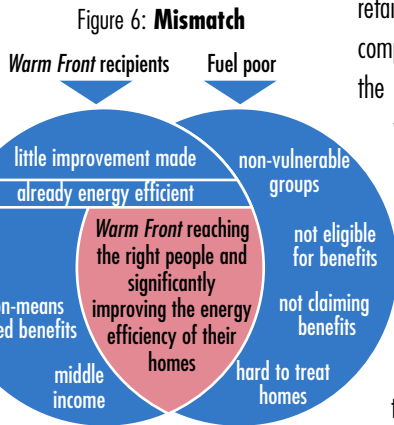 Figure 6: Mismatch
Warm Front recipients
Fuel poor
little improvement made
already energy efficient
non-vulnerable
groups
Warm Front reaching
the right people and
significantly
improving the energy
efficiency of their
homes
not eligible
for benefits
not claiming
benefits
hard to treat
homes
middle
income
benefits
the